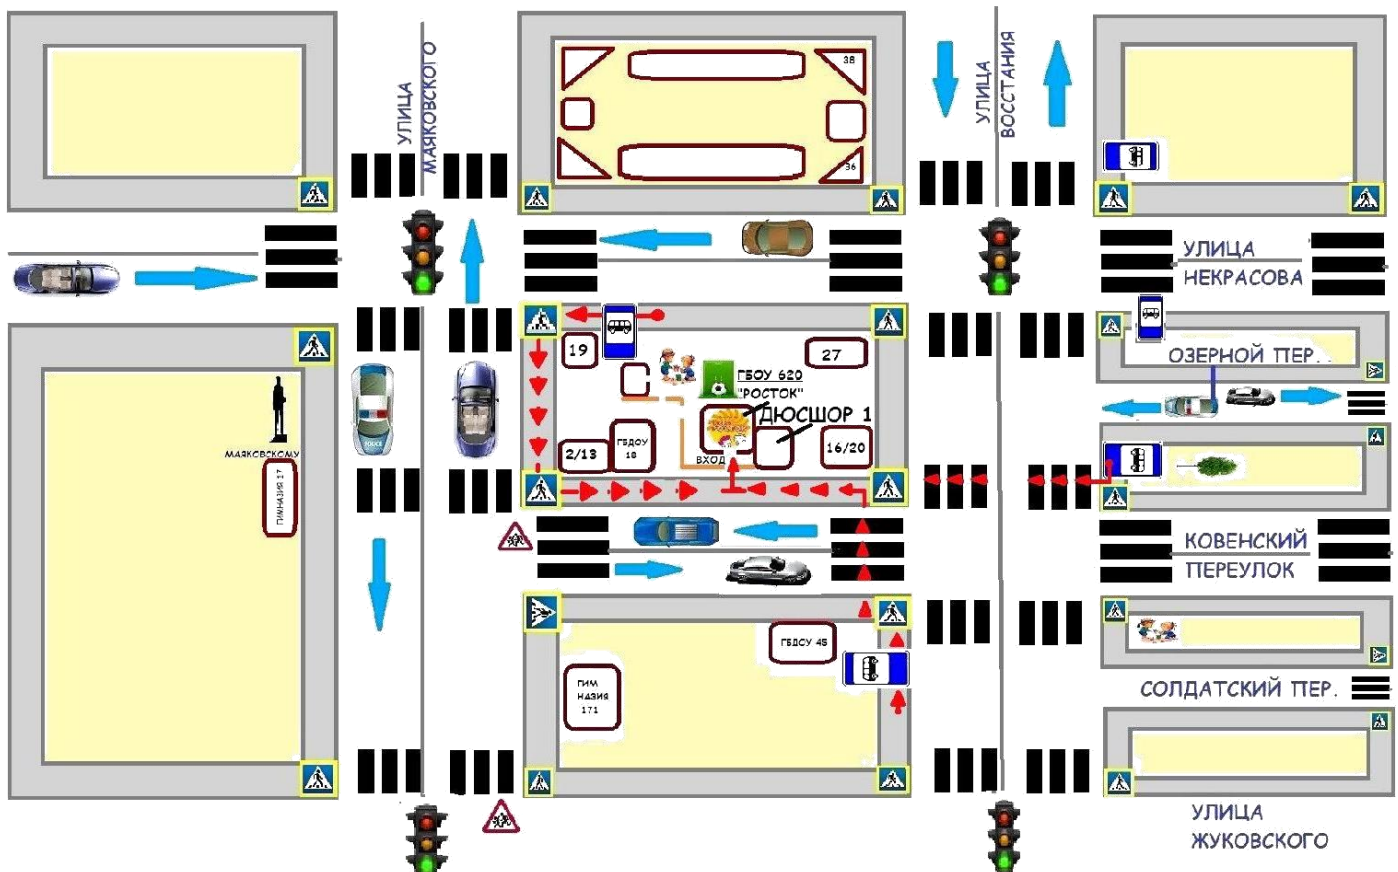 УЛИЦА
МАЯКОВСКОГО
38
36
УЛИЦА
ВОССТАНИЯ
УЛИЦА
НЕКРАСОВА
19
27
ГБОУ 620
"РОСТОК"
ДЮСШОР 1
2/13
ГБДОУ
18
ВХОД
16/20
ОЗЕРНОЙ ПЕР.
МАЯКОВСКОМУ
ГИМНАЗИЯ 17
КОВЕНСКИЙ
ПЕРЕУЛОК
ГБДОУ 45
ГИМ
НАЗИЯ
171
СОЛДАТСКИЙ ПЕР.
УЛИЦА
ЖУКОВСКОГО